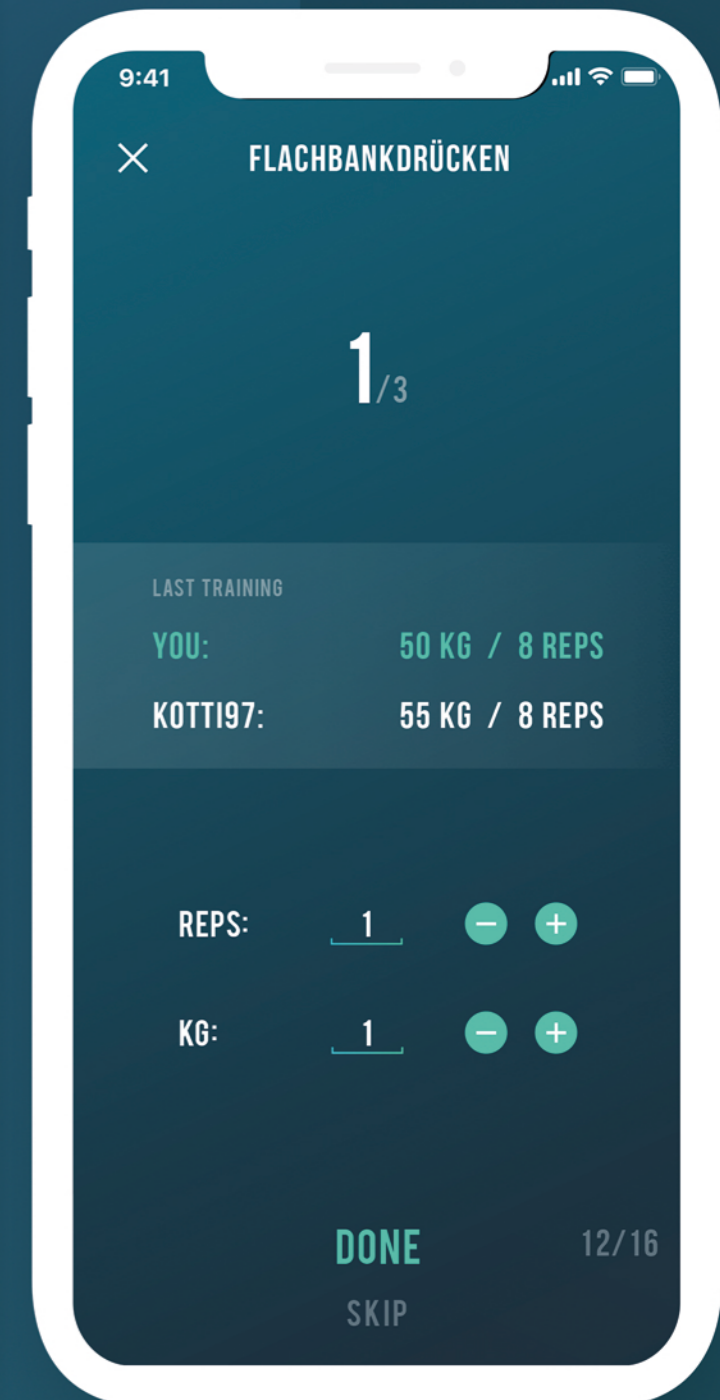 9:41
FLACHBANKDRÜCKEN
1/3
LAST TRAINING
YOU: 50 KG / 8 REPS
KOTTI97: 55 KG / 8 REPS
REPS: 1 − +
KG: 1 − +
DONE
12/16
SKIP